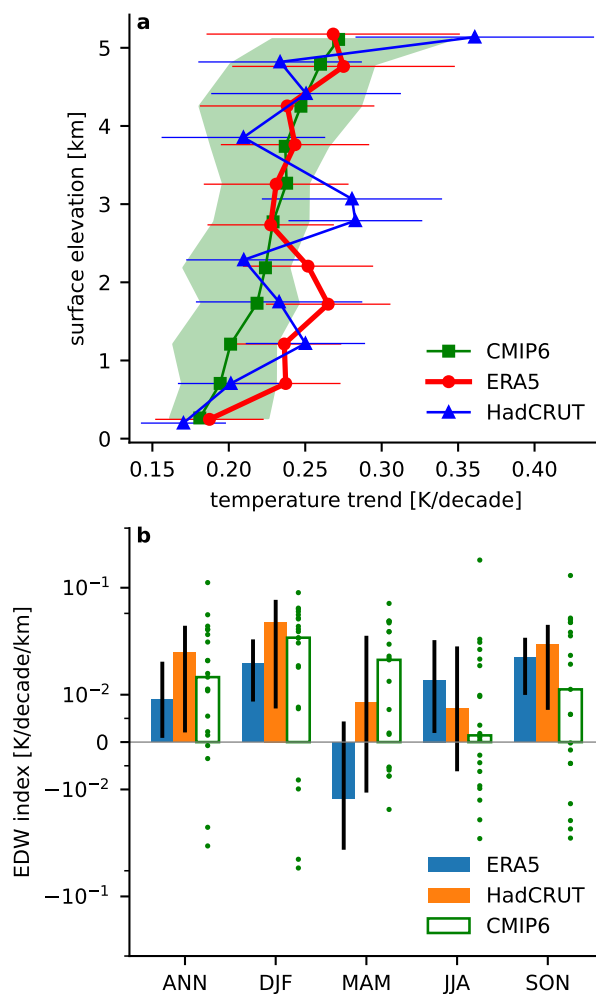 a
surface elevation [km]
5
4
3
2
1
0
CMIP6
ERA5
HadCRUT
0.15 0.20 0.25 0.30 0.35 0.40
temperature trend [K/decade]
b
EDW index [K/decade/km]
10⁻¹
10⁻²
0
−10⁻²
−10⁻¹
ERA5
HadCRUT
CMIP6
ANN DJF MAM JJA SON